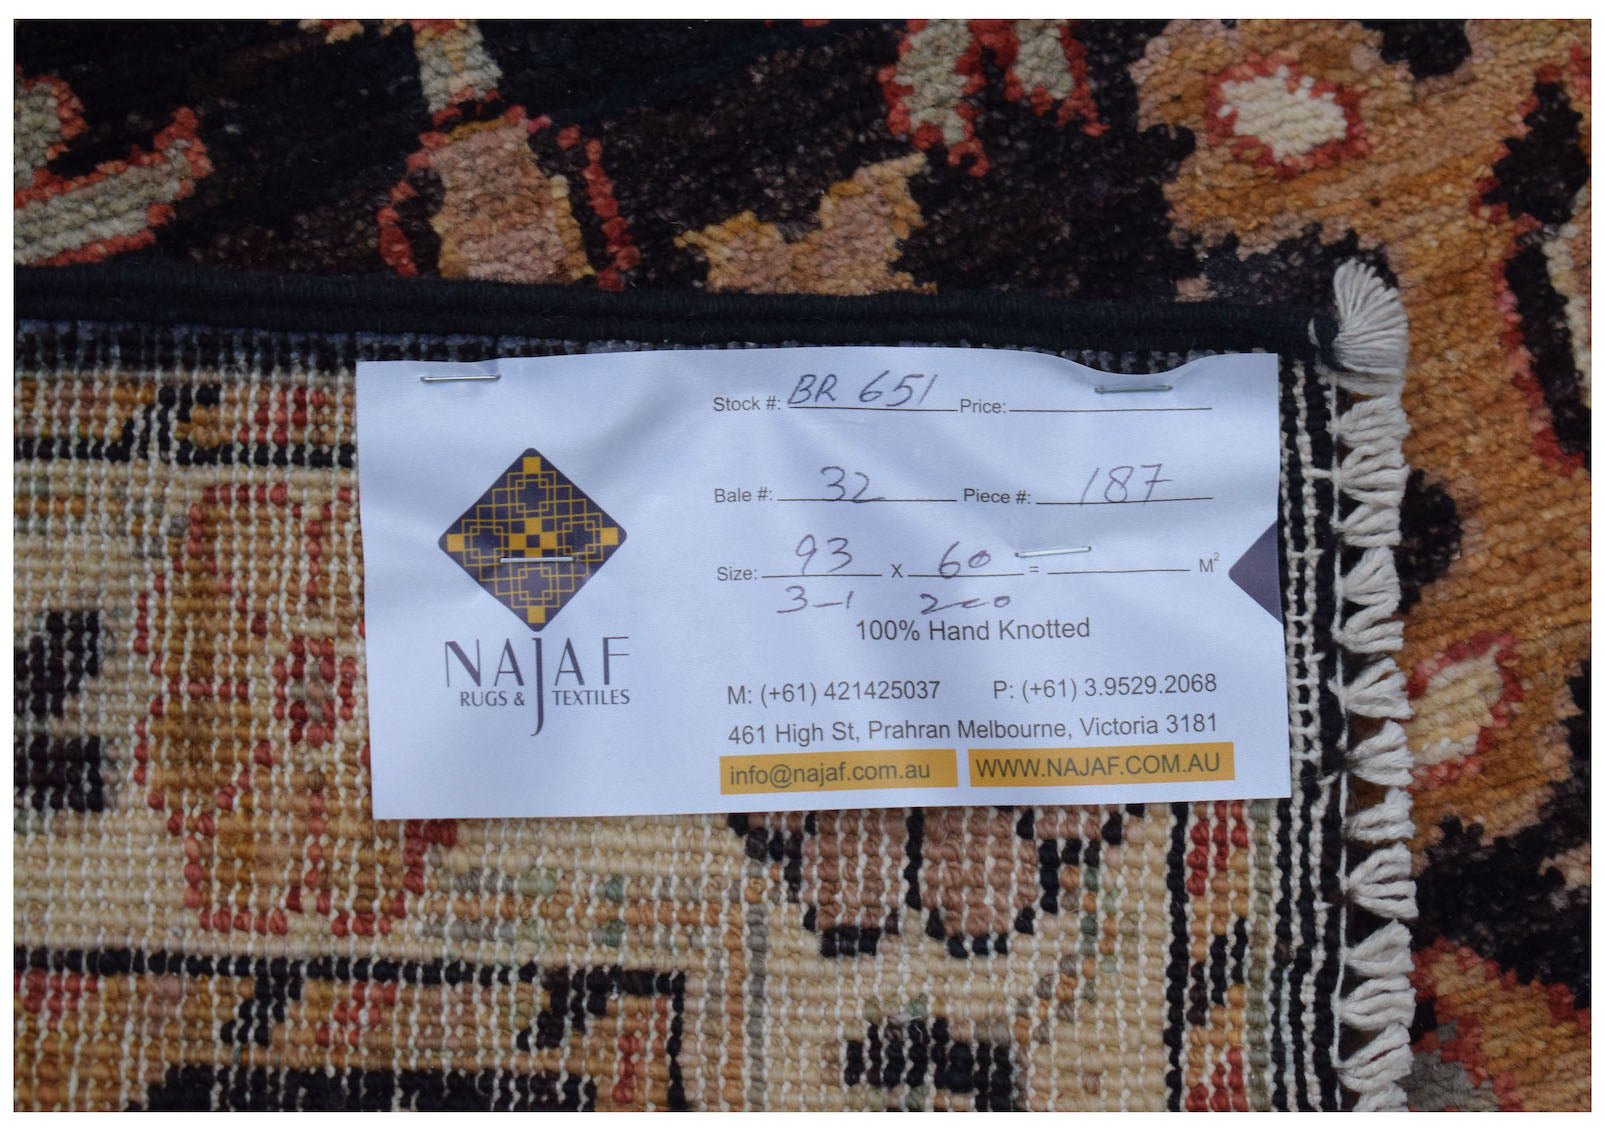 Stock #: BR 651 Price:
Bale #: 32 Piece #: 187
Size: 93 X 60 = M²
3-1 200
100% Hand Knotted
NAJAF
RUGS & TEXTILES
M: (+61) 421425037 P: (+61) 3.9529.2068
461 High St, Prahran Melbourne, Victoria 3181
info@najaf.com.au WWW.NAJAF.COM.AU